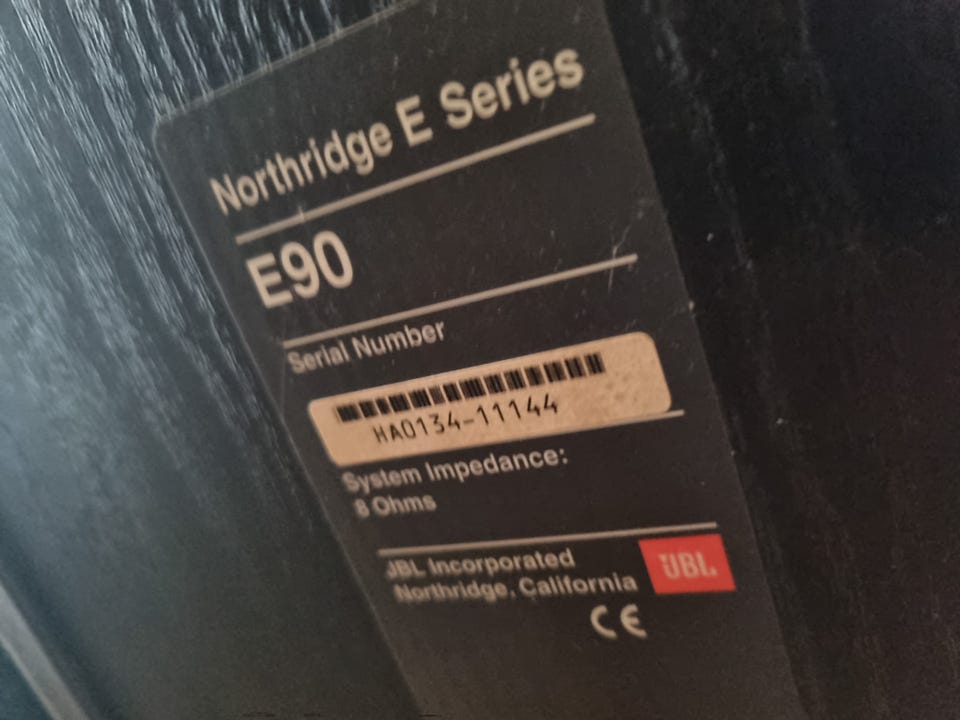 Northridge E Series
E90
Serial Number
HA0134-11144
System Impedance:
8 Ohms
JBL Incorporated
Northridge, California
JBL
CE